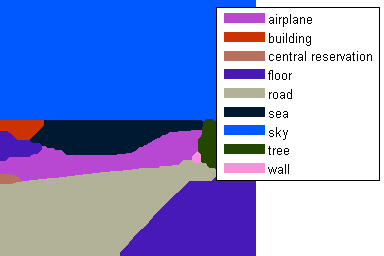 airplane
building
central reservation
floor
road
sea
sky
tree
wall